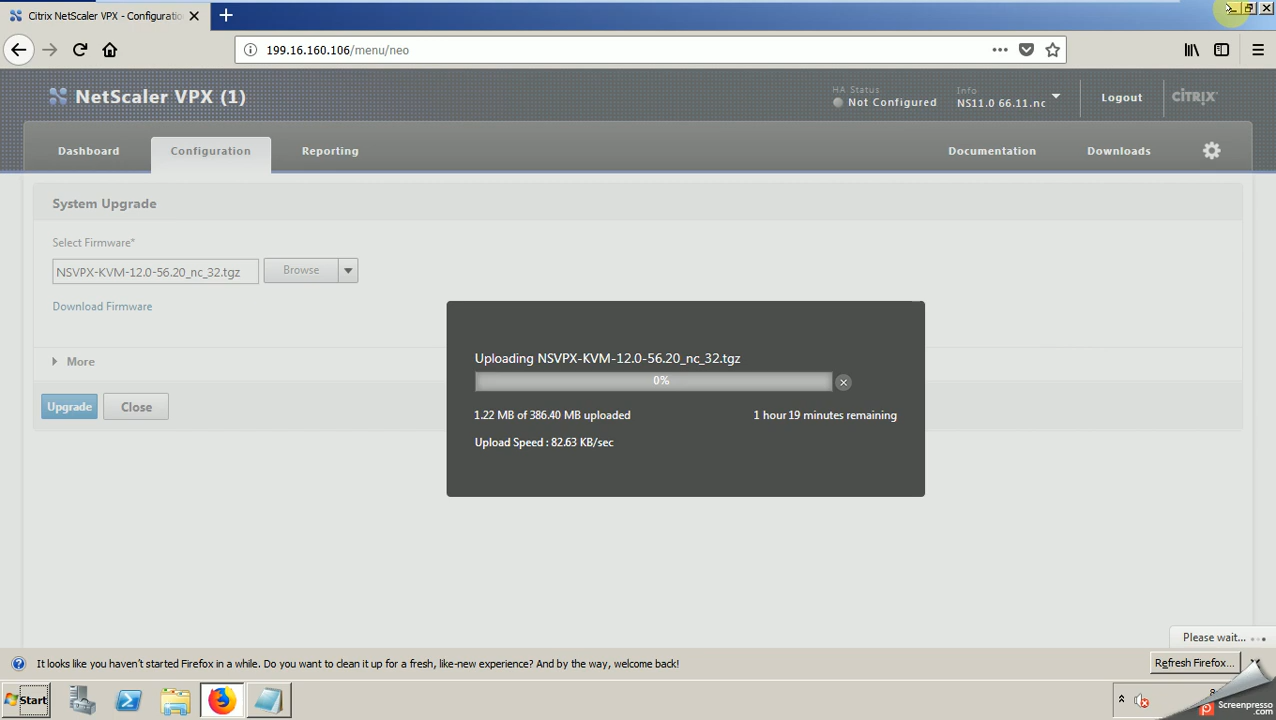 Citrix NetScaler VPX - Configuratio
199.16.160.106/menu/neo
NetScaler VPX (1)
HA Status
Not Configured
Info
NS11.0 66.11.nc
Logout
CITRIX
Dashboard
Configuration
Reporting
Documentation
Downloads
System Upgrade
Select Firmware*
NSVPX-KVM-12.0-56.20_nc_32.tgz
Browse
Download Firmware
More
Upgrade
Close
Uploading NSVPX-KVM-12.0-56.20_nc_32.tgz
0%
1.22 MB of 386.40 MB uploaded
1 hour 19 minutes remaining
Upload Speed : 82.63 KB/sec
Please wait...
It looks like you haven't started Firefox in a while. Do you want to clean it up for a fresh, like-new experience? And by the way, welcome back!
Refresh Firefox...
Start
Screenpresso
.com